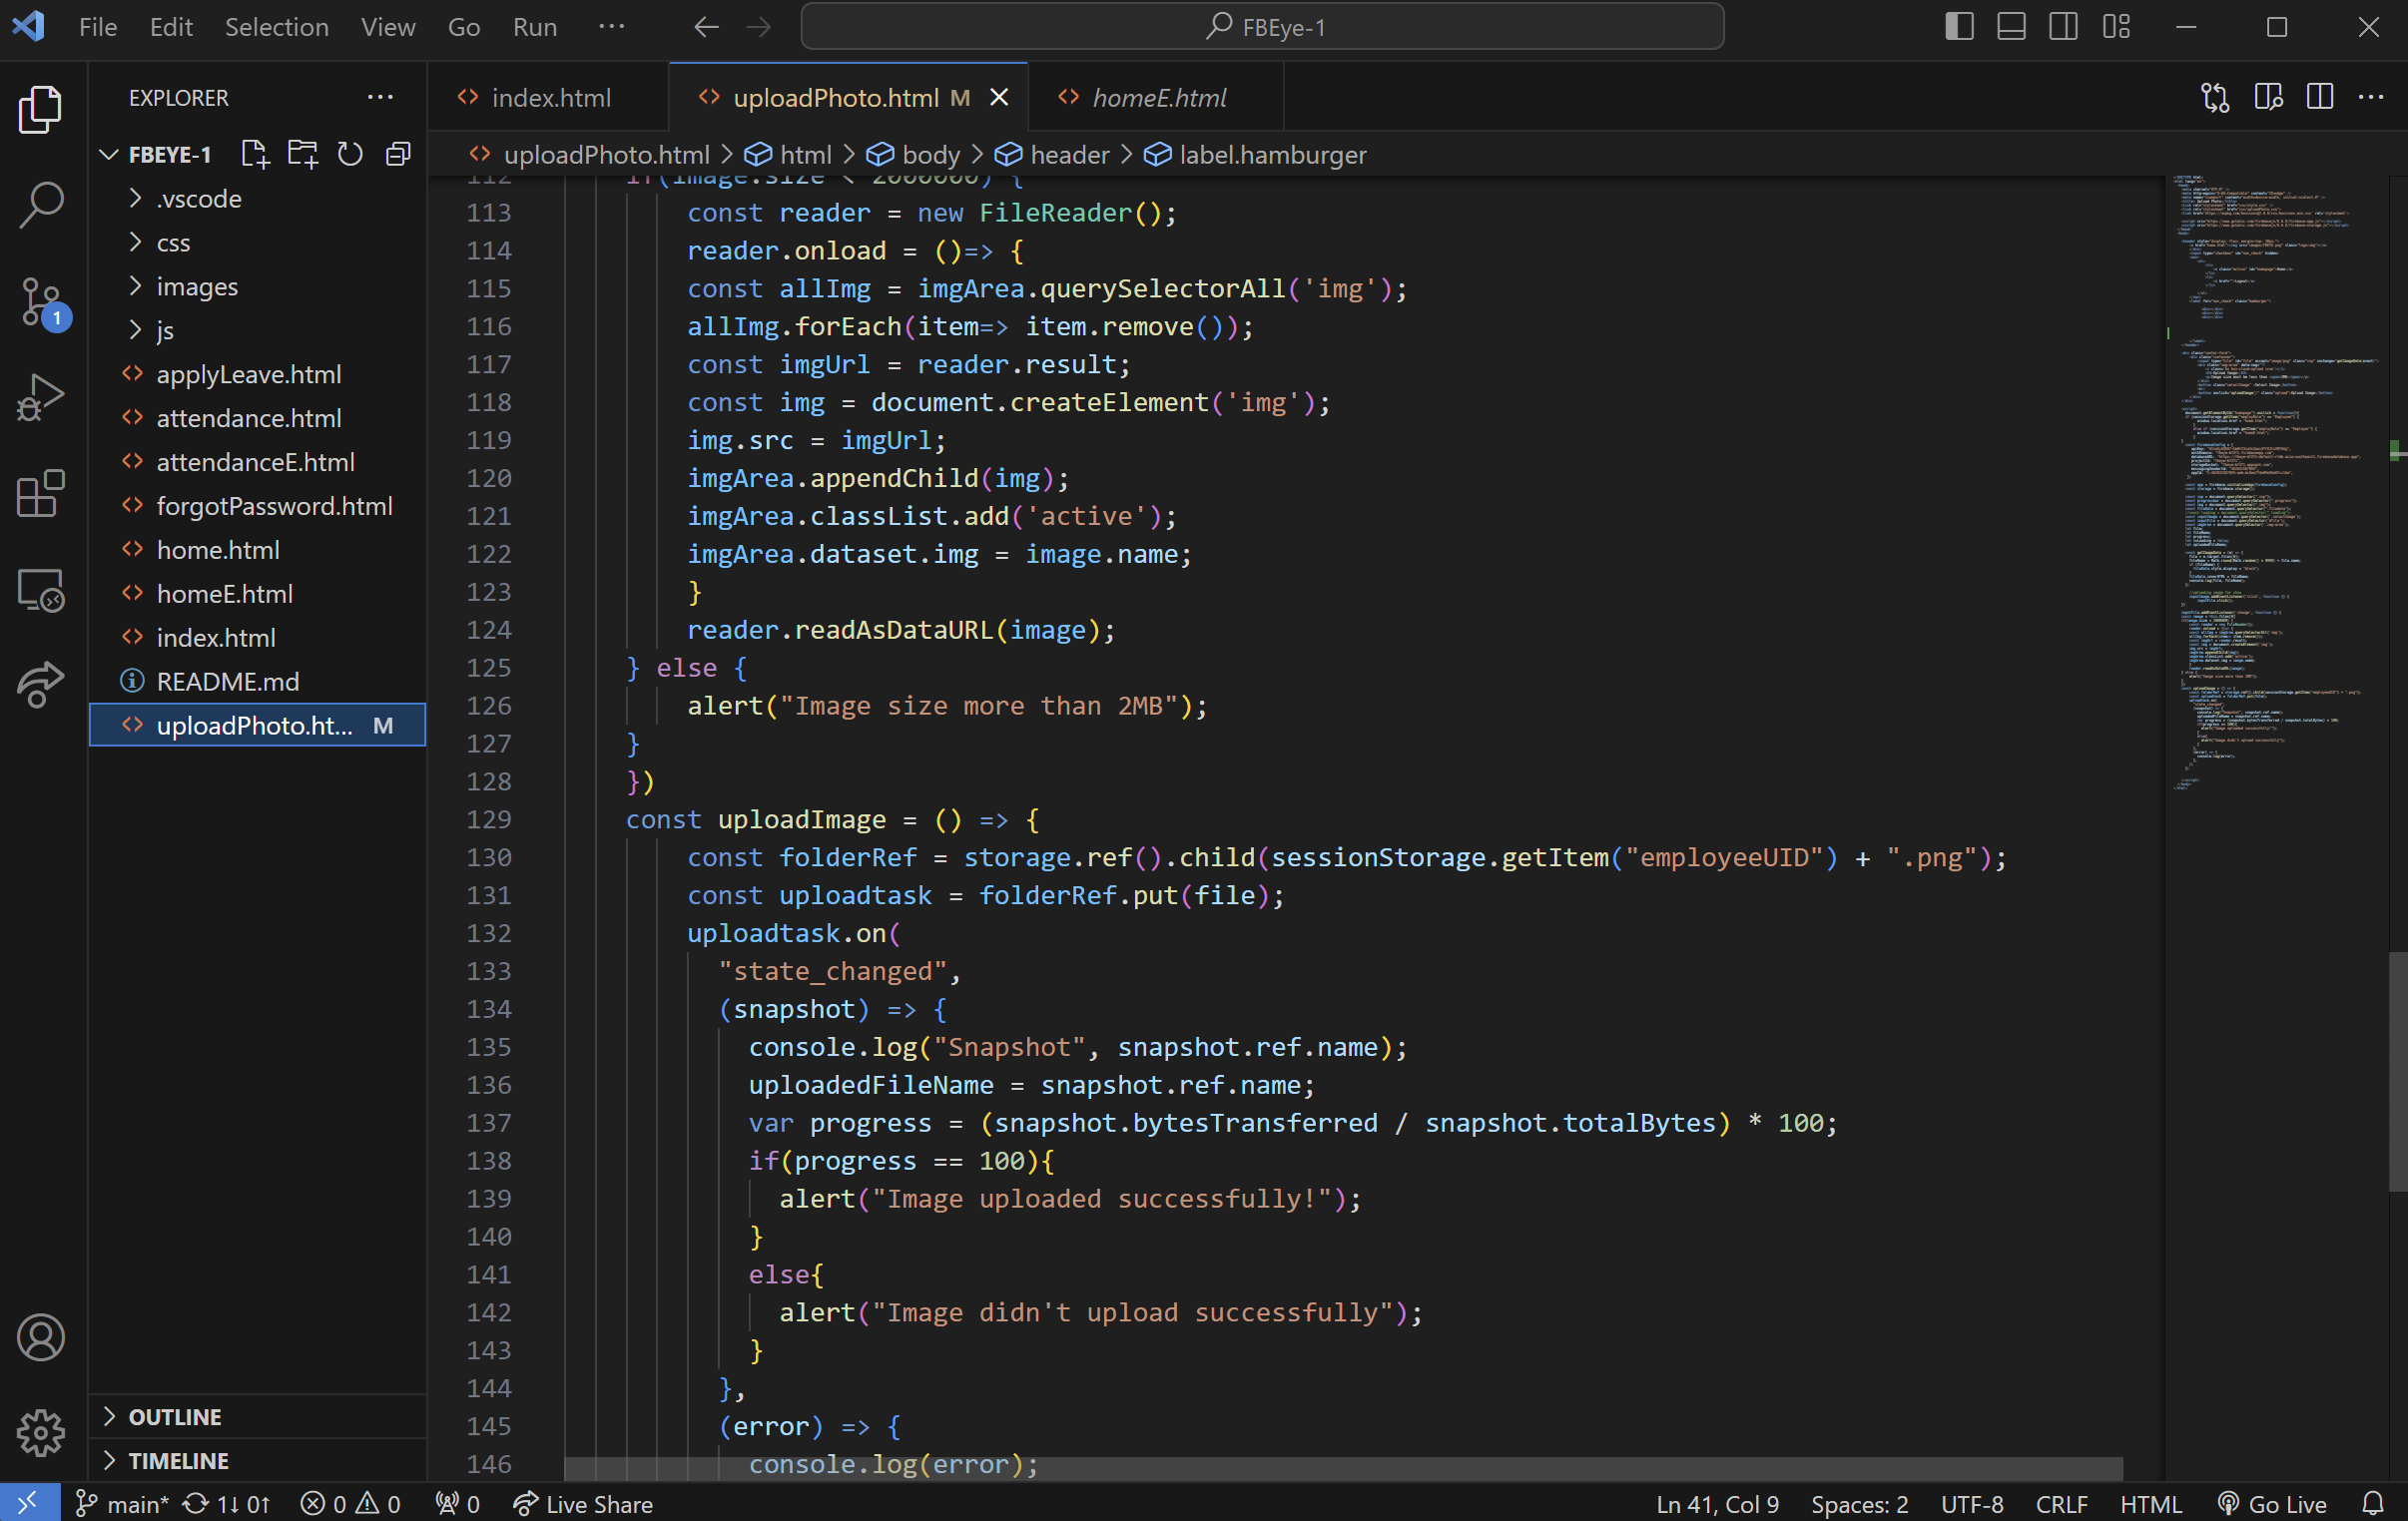 File Edit Selection View Go Run ··· FBEye-1
EXPLORER ···
FBEYE-1
.vscode
css
images
js
applyLeave.html
attendance.html
attendanceE.html
forgotPassword.html
home.html
homeE.html
index.html
README.md
uploadPhoto.ht... M
OUTLINE
TIMELINE
1
index.html uploadPhoto.html M homeE.html
uploadPhoto.html > html > body > header > label.hamburger
112 if(image.size < 2000000) {
113 const reader = new FileReader();
114 reader.onload = ()=> {
115 const allImg = imgArea.querySelectorAll('img');
116 allImg.forEach(item=> item.remove());
117 const imgUrl = reader.result;
118 const img = document.createElement('img');
119 img.src = imgUrl;
120 imgArea.appendChild(img);
121 imgArea.classList.add('active');
122 imgArea.dataset.img = image.name;
123 }
124 reader.readAsDataURL(image);
125 } else {
126 alert("Image size more than 2MB");
127 }
128 })
129 const uploadImage = () => {
130 const folderRef = storage.ref().child(sessionStorage.getItem("employeeUID") + ".png");
131 const uploadtask = folderRef.put(file);
132 uploadtask.on(
133 "state_changed",
134 (snapshot) => {
135 console.log("Snapshot", snapshot.ref.name);
136 uploadedFileName = snapshot.ref.name;
137 var progress = (snapshot.bytesTransferred / snapshot.totalBytes) * 100;
138 if(progress == 100){
139 alert("Image uploaded successfully!");
140 }
141 else{
142 alert("Image didn't upload successfully");
143 }
144 },
145 (error) => {
146 console.log(error);
main* 1↓ 0↑ 0 0 0 Live Share Ln 41, Col 9 Spaces: 2 UTF-8 CRLF HTML Go Live